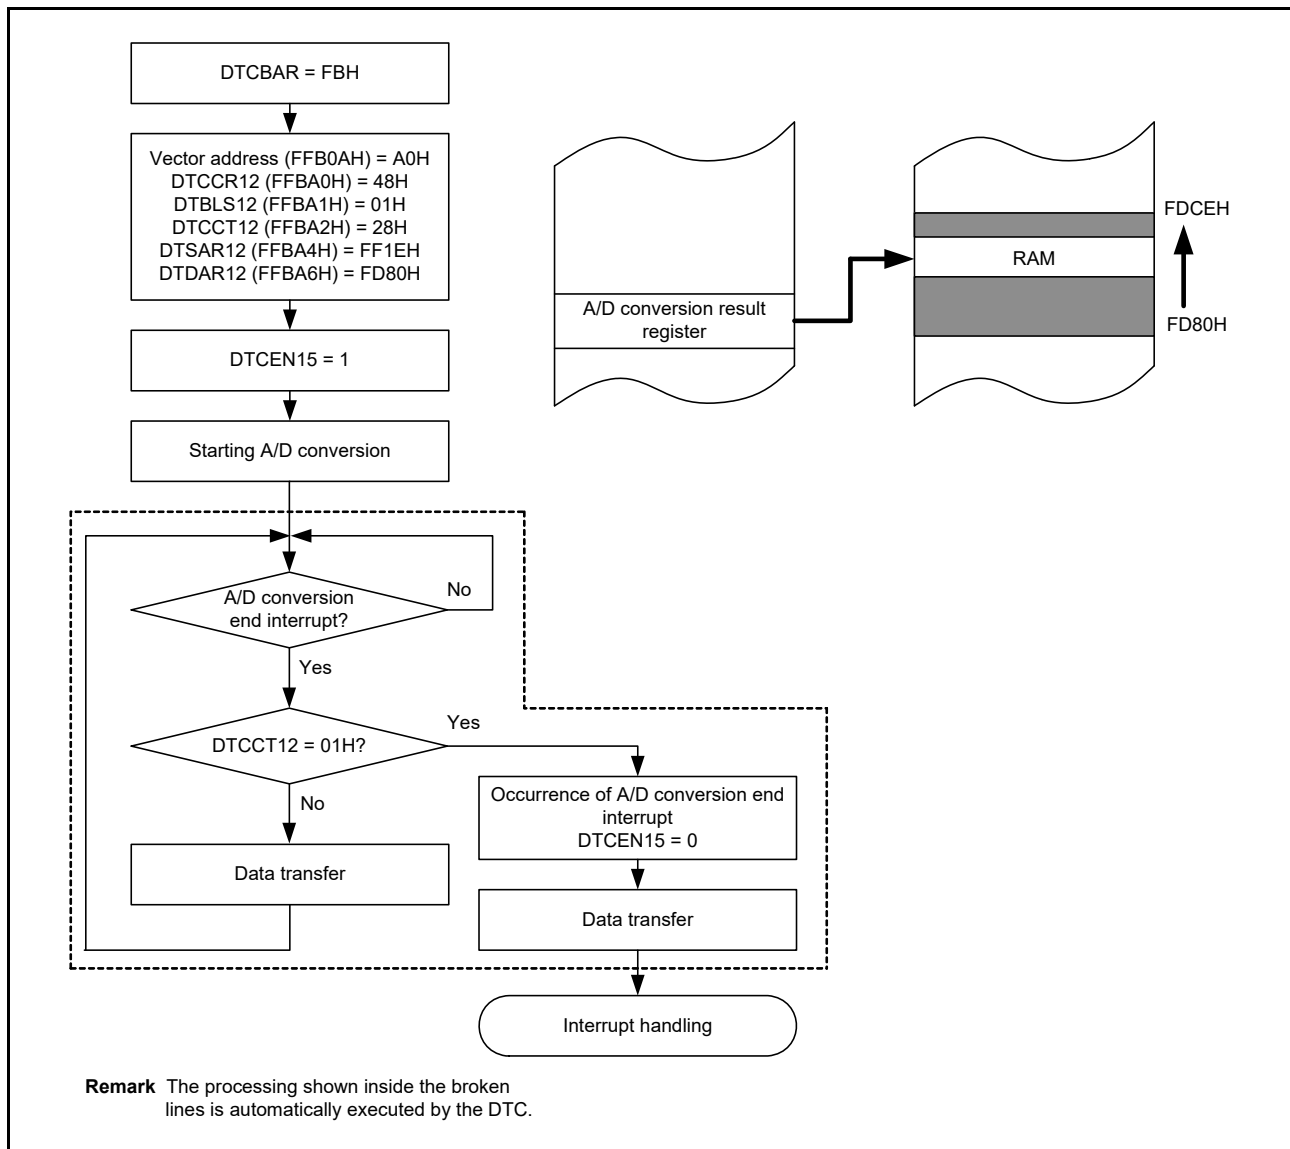 DTCBAR = FBH
Vector address (FFB0AH) = A0H
DTCCR12 (FFBA0H) = 48H
DTBLS12 (FFBA1H) = 01H
DTCCT12 (FFBA2H) = 28H
DTSAR12 (FFBA4H) = FF1EH
DTDAR12 (FFBA6H) = FD80H
DTCEN15 = 1
Starting A/D conversion
A/D conversion result
register
RAM
FDCEH
FD80H
A/D conversion
end interrupt?
No
Yes
DTCCT12 = 01H?
Yes
No
Data transfer
Occurrence of A/D conversion end
interrupt
DTCEN15 = 0
Data transfer
Interrupt handling
Remark The processing shown inside the broken
lines is automatically executed by the DTC.